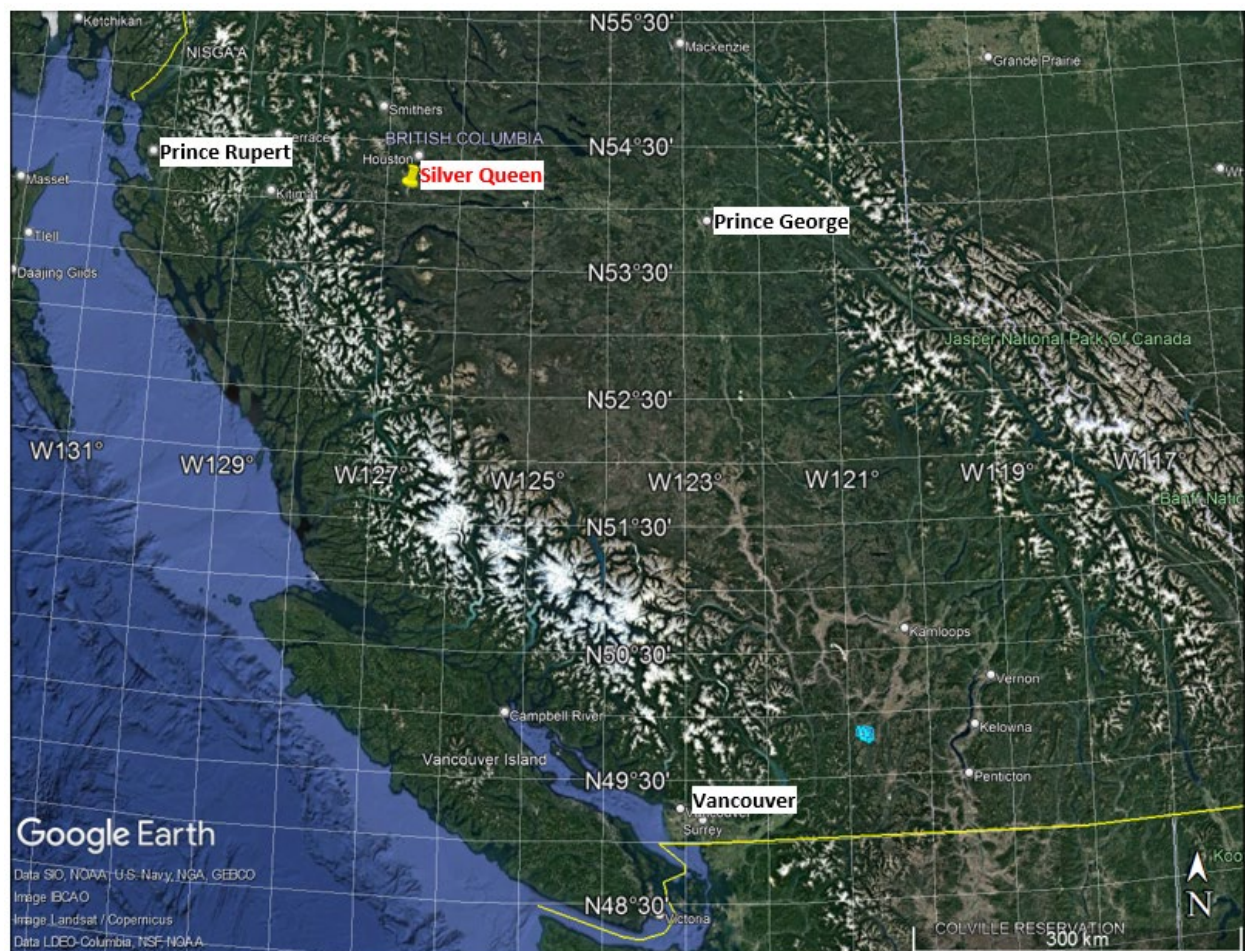 Ketchikan
N55°30'
Mackenzie
NISGA'A
Grande Prairie
Smithers
Terrace
BRITISH COLUMBIA
N54°30'
Prince Rupert
Houston
Silver Queen
Masset
Kitimat
Prince George
Tlell
Daajing Giids
N53°30'
Jasper National Park Of Canada
N52°30'
W131°
W129°
W127°
W125°
W123°
W121°
W119°
W117°
N51°30'
Kamloops
N50°30'
Vernon
Campbell River
Kelowna
Vancouver Island
N49°30'
Penticton
Vancouver
Surrey
Google Earth
Data SIO, NOAA, U.S. Navy, NGA, GEBCO
Image IBCAO
Image Landsat / Copernicus
Data LDEO-Columbia, NSF, NOAA
N48°30'
Victoria
N
COLVILLE RESERVATION
300 km